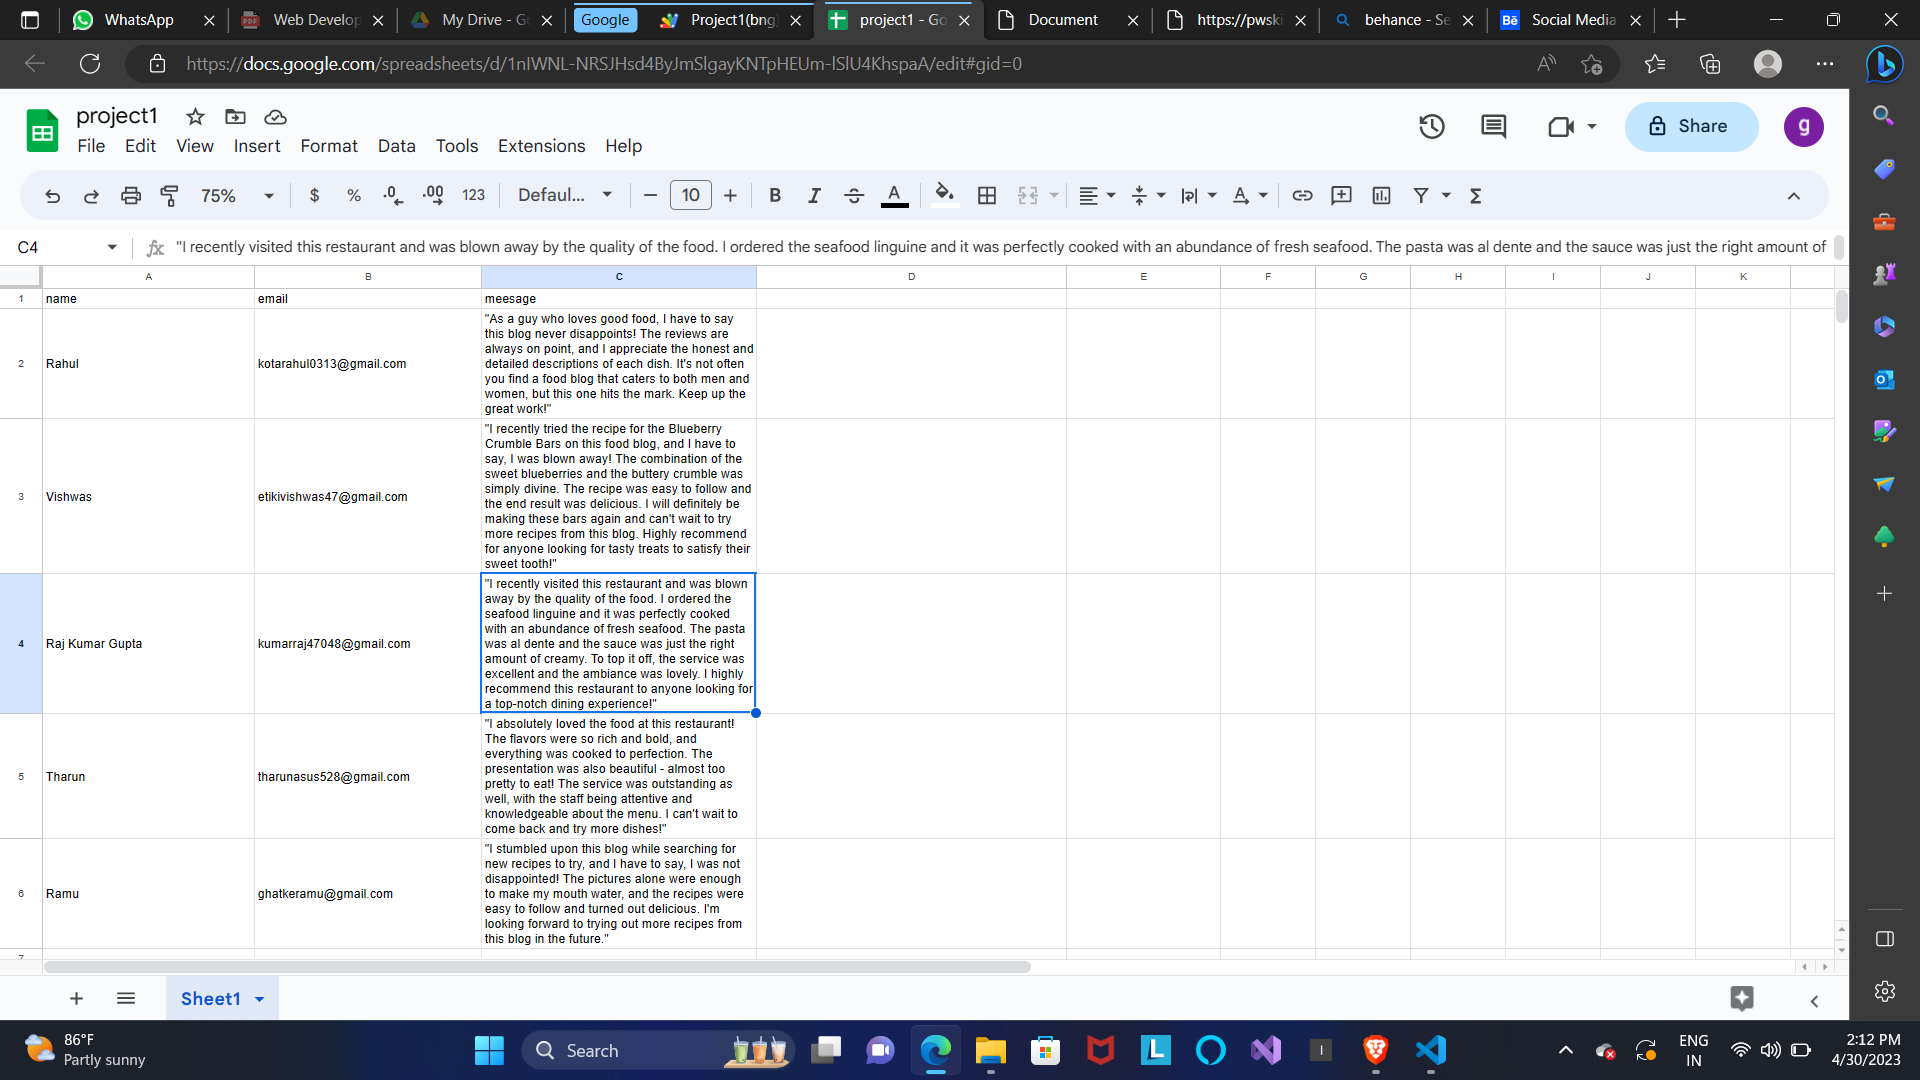 WhatsApp
Web Develop
My Drive - Go
Google
Project1(bng)
project1 - Go
Document
https://pwski
behance - Se
Bē Social Media
https://docs.google.com/spreadsheets/d/1nIWNL-NRSJHsd4ByJmSlgayKNTpHEUm-lSlU4KhspaA/edit#gid=0
project1
File Edit View Insert Format Data Tools Extensions Help
Share
g
75% $ % .0 .00 123 Defaul... 10 B I A Σ
C4 fx "I recently visited this restaurant and was blown away by the quality of the food. I ordered the seafood linguine and it was perfectly cooked with an abundance of fresh seafood. The pasta was al dente and the sauce was just the right amount of
A B C D E F G H I J K
1 name email meesage
2 Rahul kotarahul0313@gmail.com
"As a guy who loves good food, I have to say
this blog never disappoints! The reviews are
always on point, and I appreciate the honest and
detailed descriptions of each dish. It's not often
you find a food blog that caters to both men and
women, but this one hits the mark. Keep up the
great work!"
3 Vishwas etikivishwas47@gmail.com
"I recently tried the recipe for the Blueberry
Crumble Bars on this food blog, and I have to
say, I was blown away! The combination of the
sweet blueberries and the buttery crumble was
simply divine. The recipe was easy to follow and
the end result was delicious. I will definitely be
making these bars again and can't wait to try
more recipes from this blog. Highly recommend
for anyone looking for tasty treats to satisfy their
sweet tooth!"
4 Raj Kumar Gupta kumarraj47048@gmail.com
"I recently visited this restaurant and was blown
away by the quality of the food. I ordered the
seafood linguine and it was perfectly cooked
with an abundance of fresh seafood. The pasta
was al dente and the sauce was just the right
amount of creamy. To top it off, the service was
excellent and the ambiance was lovely. I highly
recommend this restaurant to anyone looking for
a top-notch dining experience!"
5 Tharun tharunasus528@gmail.com
"I absolutely loved the food at this restaurant!
The flavors were so rich and bold, and
everything was cooked to perfection. The
presentation was also beautiful - almost too
pretty to eat! The service was outstanding as
well, with the staff being attentive and
knowledgeable about the menu. I can't wait to
come back and try more dishes!"
6 Ramu ghatkeramu@gmail.com
"I stumbled upon this blog while searching for
new recipes to try, and I have to say, I was not
disappointed! The pictures alone were enough
to make my mouth water, and the recipes were
easy to follow and turned out delicious. I'm
looking forward to trying out more recipes from
this blog in the future."
7
Sheet1
86°F
Partly sunny
Search
ENG
IN
2:12 PM
4/30/2023